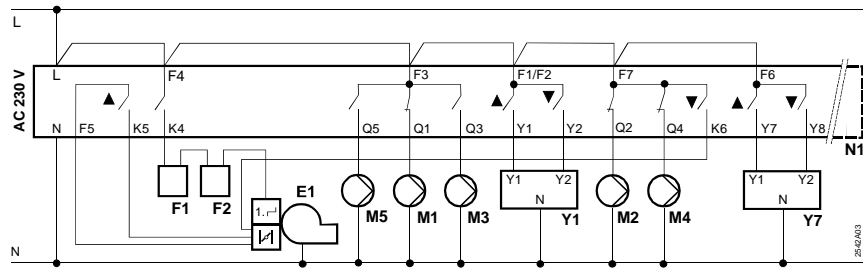 L
AC 230 V
L F4 F3 F1/F2 F7 F6
N F5 K5 K4 Q5 Q1 Q3 Y1 Y2 Q2 Q4 K6 Y7 Y8
N1
F1 F2 E1 M5 M1 M3 Y1 Y2 N Y1 M2 M4 Y1 Y2 N Y7
1..
N
2542A03